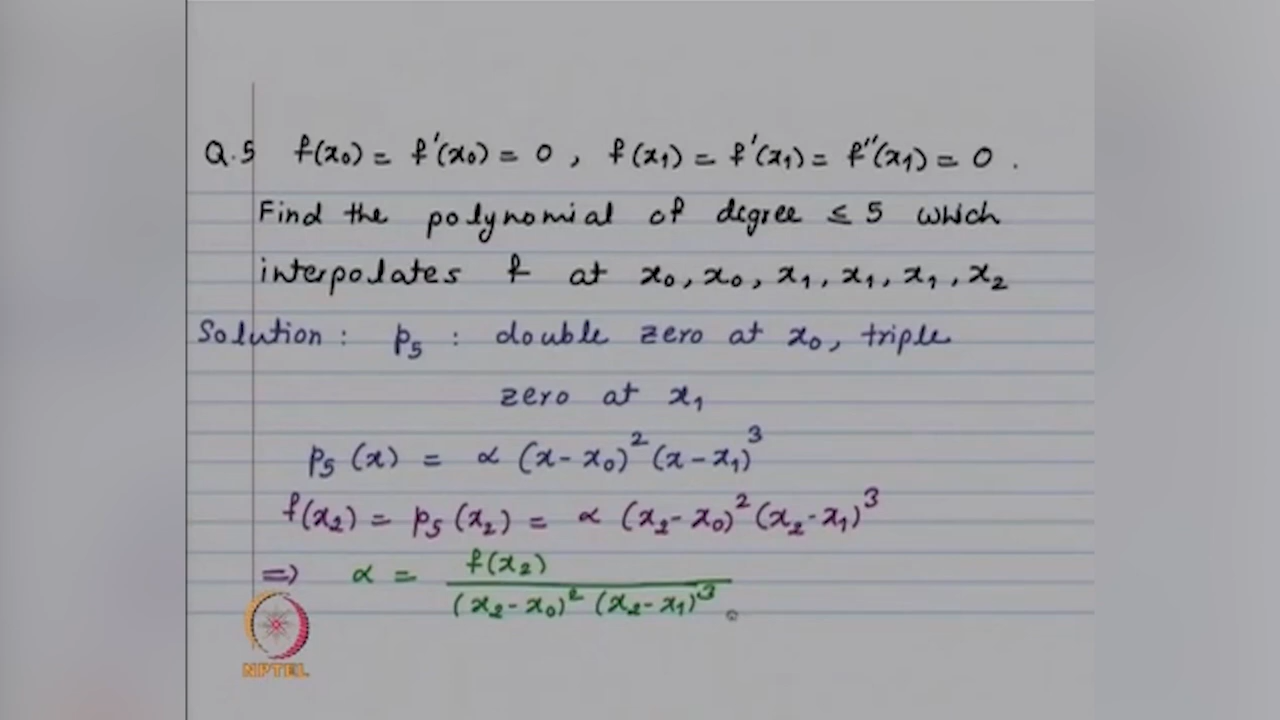 Q.5 f(x₀) = f'(x₀) = 0, f(x₁) = f'(x₁) = f''(x₁) = 0.
Find the polynomial of degree ≤ 5 which
interpolates f at x₀, x₀, x₁, x₁, x₁, x₂
Solution: p₅ : double zero at x₀, triple
zero at x₁
p₅(x) = α (x-x₀)² (x-x₁)³
f(x₂) = p₅(x₂) = α (x₂-x₀)² (x₂-x₁)³
=> α = f(x₂) / (x₂-x₀)² (x₂-x₁)³
NPTEL